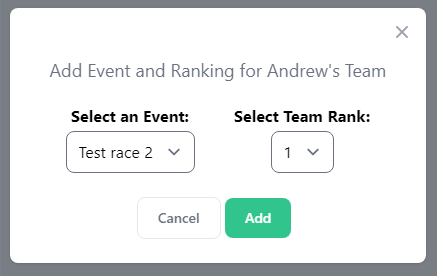 Add Event and Ranking for Andrew's Team
Select an Event: Select Team Rank:
Test race 2 1
Cancel Add